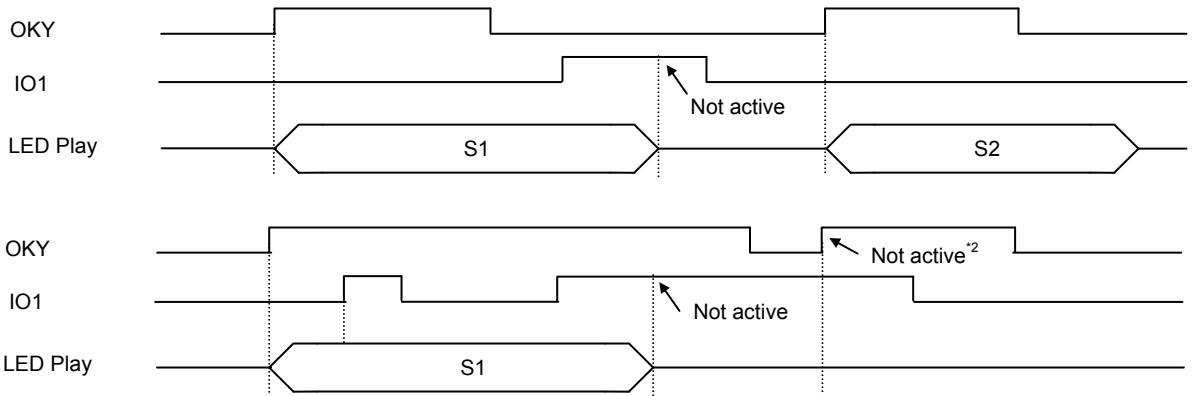 OKY
IO1
Not active
LED Play
S1
S2
OKY
Not active*2
IO1
Not active
LED Play
S1